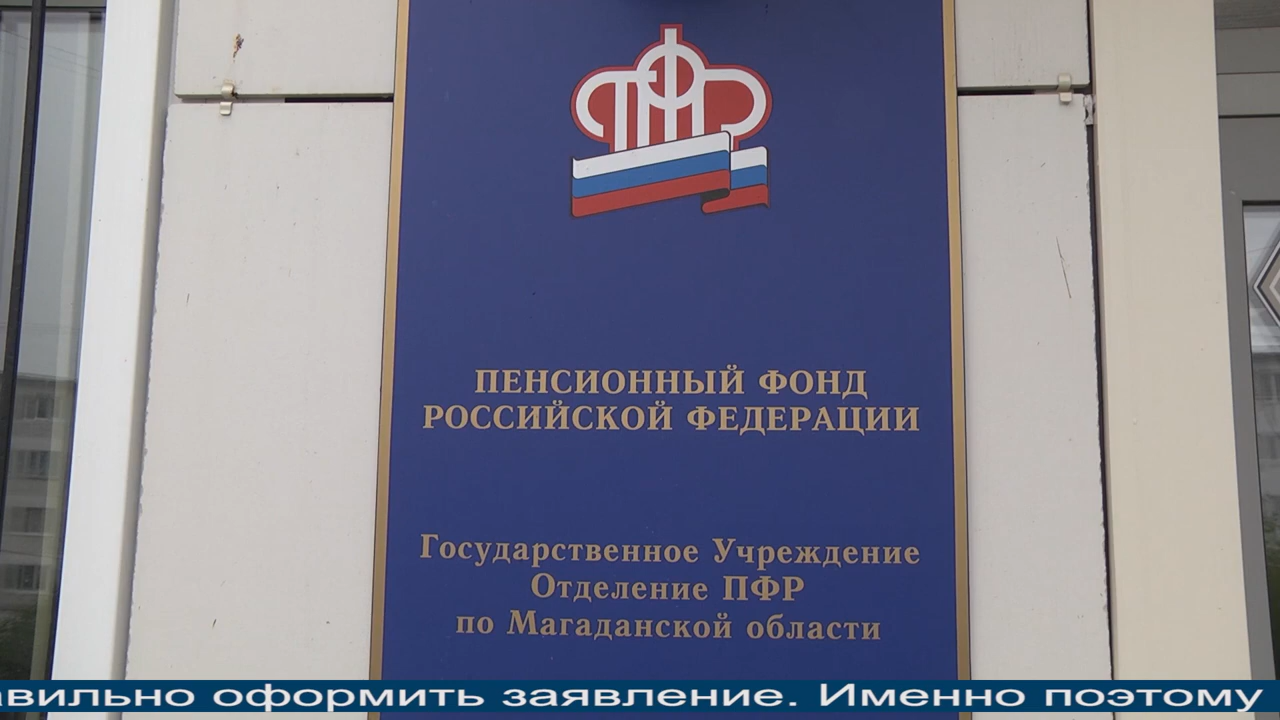 ПФР
ПЕНСИОННЫЙ ФОНД
РОССИЙСКОЙ ФЕДЕРАЦИИ
Государственное Учреждение
Отделение ПФР
по Магаданской области
оформить заявление. Именно поэтому